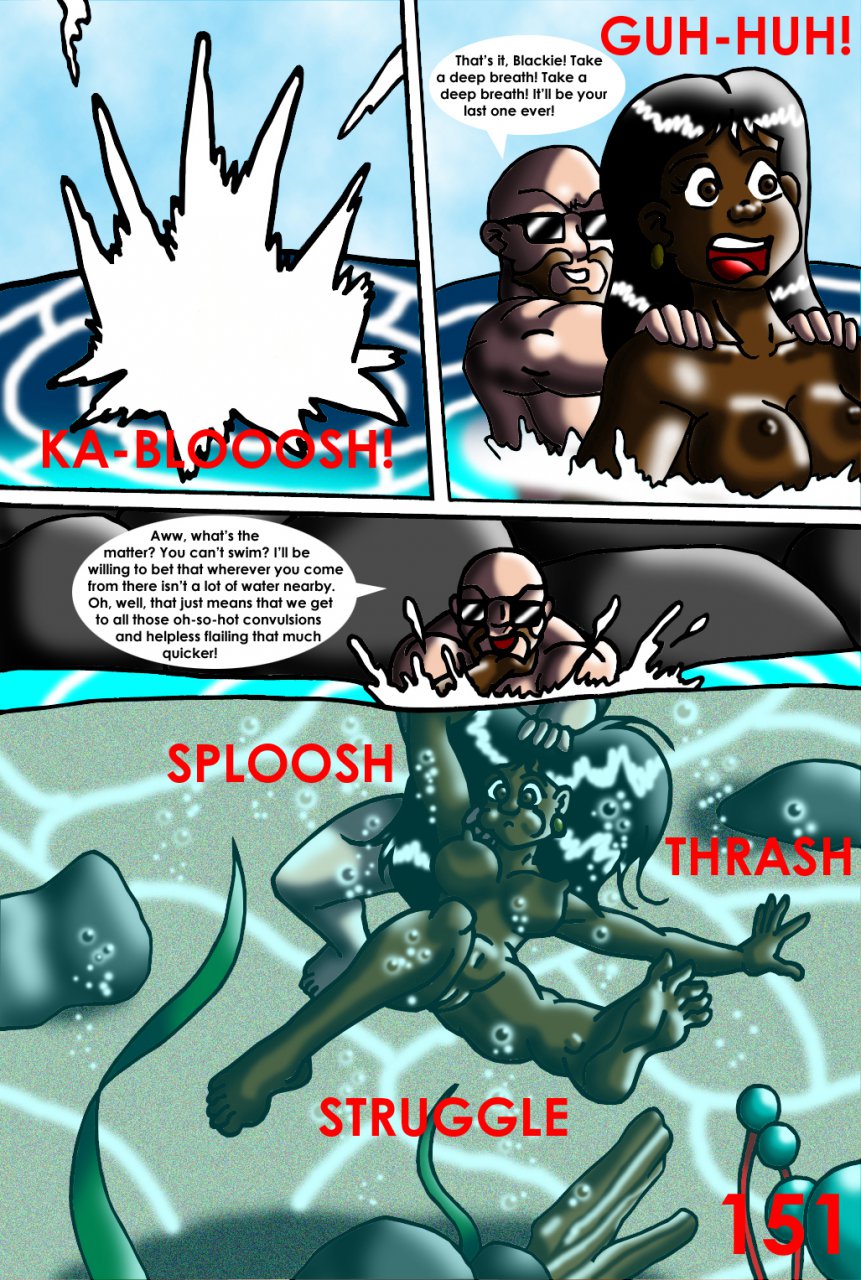 GUH-HUH!
That's it, Blackie! Take
a deep breath! Take a
deep breath! It'll be your
last one ever!
KA-BLOOOSH!
Aww, what's the
matter? You can't swim? I'll be
willing to bet that wherever you come
from there isn't a lot of water nearby.
Oh, well, that just means that we get
to all those oh-so-hot convulsions
and helpless flailing that much
quicker!
SPLOOSH
THRASH
STRUGGLE
151